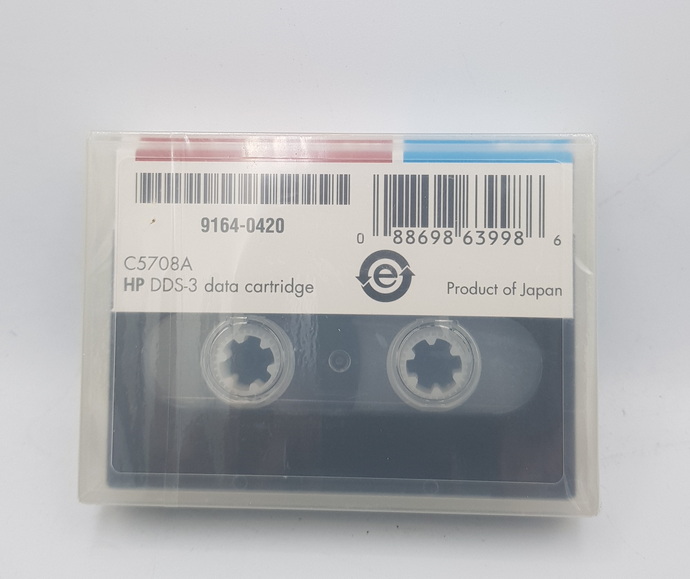 9164-0420
0 88698 63998 6
C5708A
e
HP DDS-3 data cartridge
Product of Japan